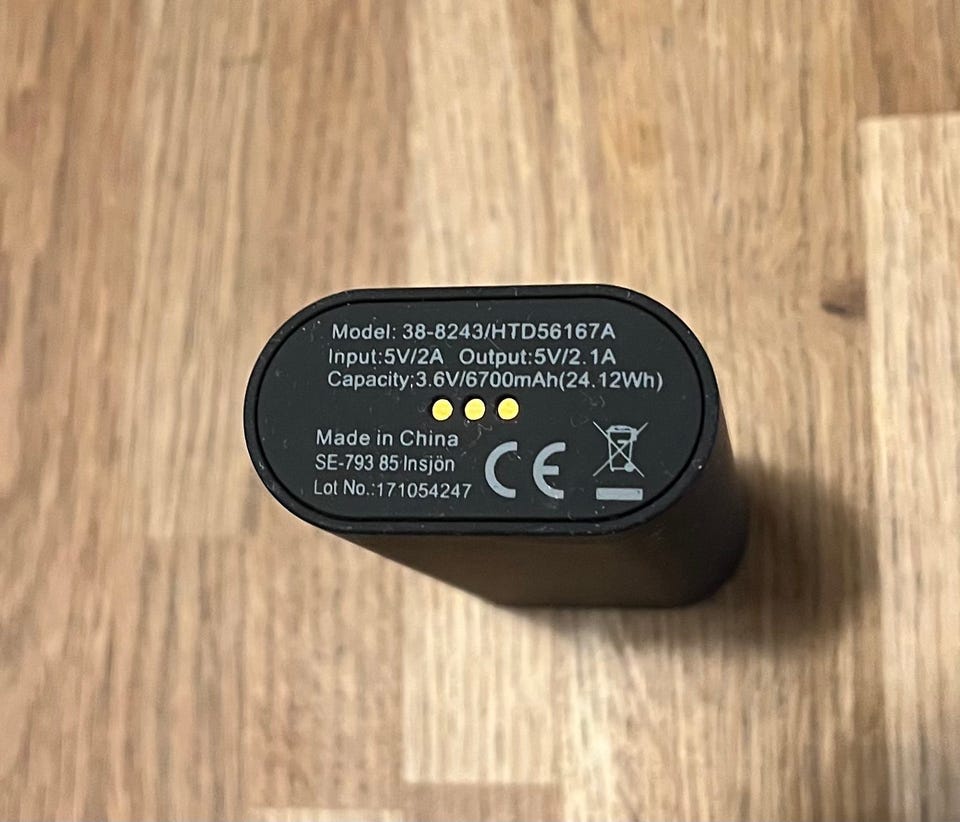 Model: 38-8243/HTD56167A
Input:5V/2A Output:5V/2.1A
Capacity;3.6V/6700mAh(24.12Wh)
Made in China
SE-793 85 Insjön
Lot No.:171054247
CE